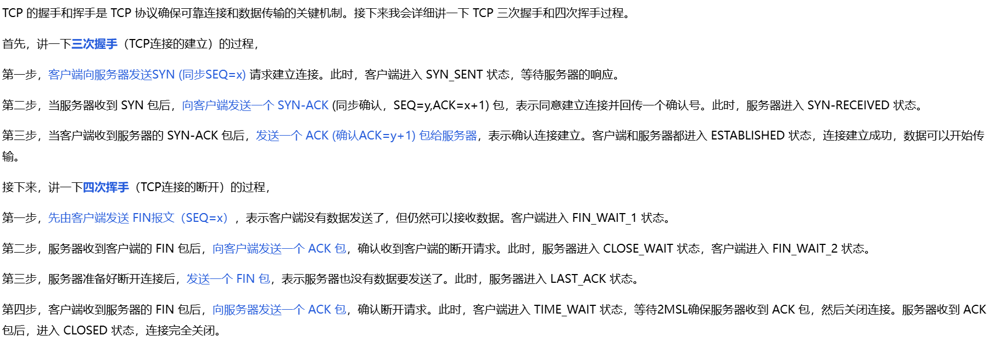 TCP 的握手和挥手是 TCP 协议确保可靠连接和数据传输的关键机制。接下来我会详细讲一下 TCP 三次握手和四次挥手过程。
首先，讲一下三次握手（TCP连接的建立）的过程，
第一步，客户端向服务器发送SYN (同步SEQ=x) 请求建立连接。此时，客户端进入 SYN_SENT 状态，等待服务器的响应。
第二步，当服务器收到 SYN 包后，向客户端发送一个 SYN-ACK (同步确认，SEQ=y,ACK=x+1) 包，表示同意建立连接并回传一个确认号。此时，服务器进入 SYN-RECEIVED 状态。
第三步，当客户端收到服务器的 SYN-ACK 包后，发送一个 ACK (确认ACK=y+1) 包给服务器，表示确认连接建立。客户端和服务器都进入 ESTABLISHED 状态，连接建立成功，数据可以开始传
输。
接下来，讲一下四次挥手（TCP连接的断开）的过程，
第一步，先由客户端发送 FIN报文（SEQ=x），表示客户端没有数据发送了，但仍然可以接收数据。客户端进入 FIN_WAIT_1 状态。
第二步，服务器收到客户端的 FIN 包后，向客户端发送一个 ACK 包，确认收到客户端的断开请求。此时，服务器进入 CLOSE_WAIT 状态，客户端进入 FIN_WAIT_2 状态。
第三步，服务器准备好断开连接后，发送一个 FIN 包，表示服务器也没有数据要发送了。此时，服务器进入 LAST_ACK 状态。
第四步，客户端收到服务器的 FIN 包后，向服务器发送一个 ACK 包，确认断开请求。此时，客户端进入 TIME_WAIT 状态，等待2MSL确保服务器收到 ACK 包，然后关闭连接。服务器收到 ACK
包后，进入 CLOSED 状态，连接完全关闭。